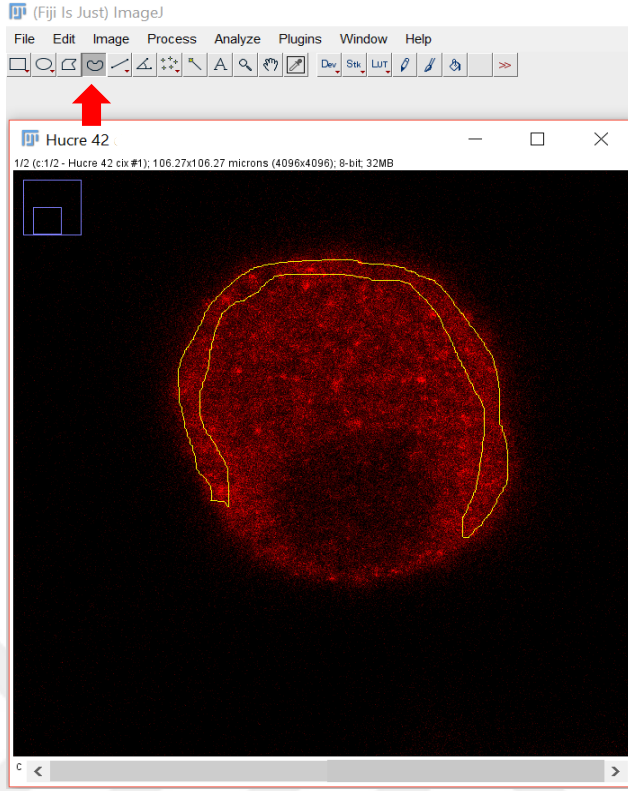 (Fiji Is Just) ImageJ
File Edit Image Process Analyze Plugins Window Help
A Dev Stk LUT >>
Hucre 42
1/2 (c:1/2 - Hucre 42 cix #1); 106.27x106.27 microns (4096x4096); 8-bit; 32MB
c